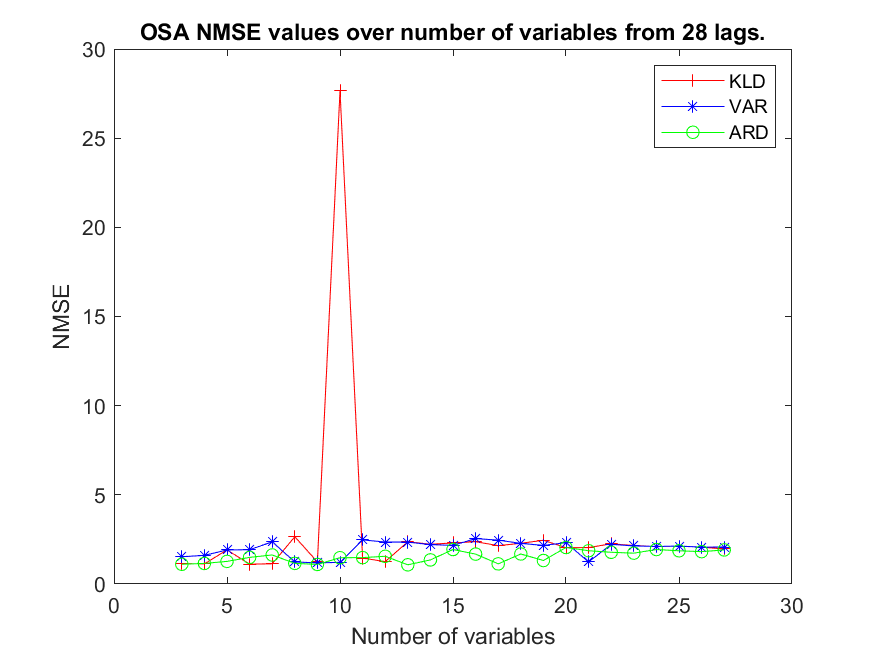 OSA NMSE values over number of variables from 28 lags.
30
25
20
15
10
5
0
NMSE
KLD
VAR
ARD
0 5 10 15 20 25 30
Number of variables